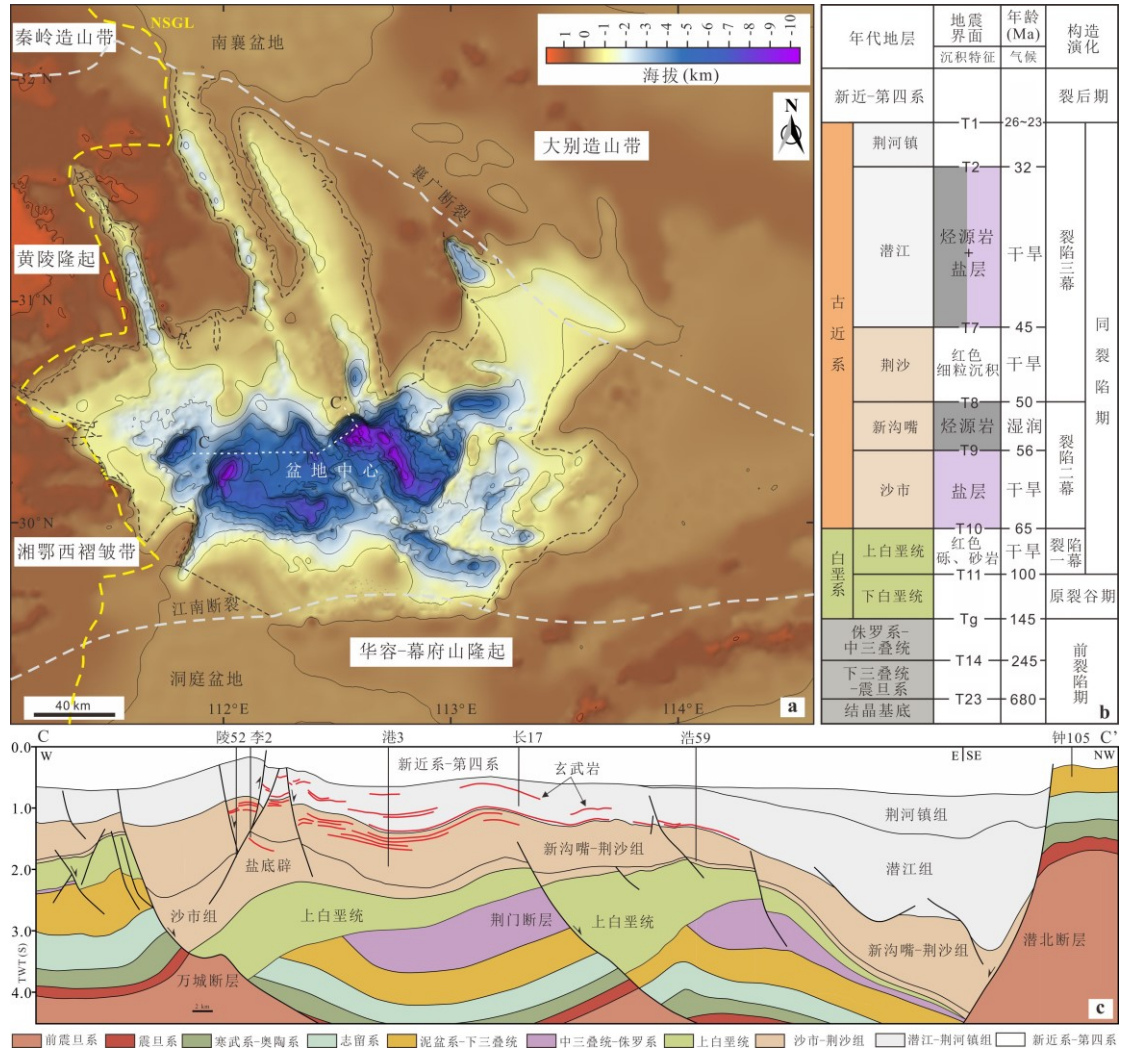 秦岭造山带
NSGL
南襄盆地
1 0 -1 -2 -3 -4 -5 -6 -7 -8 -9 -10
海拔(km)
N
32°N
大别造山带
襄广断裂
黄陵隆起
31°N
C'
C
盆地中心
30°N
湘鄂西褶皱带
江南断裂
华容-幕府山隆起
洞庭盆地
40 km
112°E
113°E
114°E
a
年代地层
地震界面
沉积特征
年龄(Ma)
气候
构造演化
新近-第四系
裂后期
T1
26~23
古近系
荆河镇
T2
32
潜江
烃源岩
+
盐层
干旱
裂陷三幕
同裂陷期
T7
45
荆沙
红色
细粒沉积
干旱
T8
50
新沟嘴
烃源岩
湿润
裂陷二幕
T9
56
沙市
盐层
干旱
T10
65
白垩系
上白垩统
红色
砾、砂岩
干旱
裂陷一幕
T11
100
下白垩统
原裂谷期
Tg
145
侏罗系-
中三叠统
前裂陷期
T14
245
下三叠统
-震旦系
T23
680
结晶基底
b
C
陵52 李2 港3 长17 浩59 钟105 C'
0.0 W
新近系-第四系
玄武岩
E SE
NW
1.0
荆河镇组
2.0
盐底辟
新沟嘴-荆沙组
潜江组
沙市组
上白垩统
荆门断层
上白垩统
3.0
新沟嘴-荆沙组
潜北断层
TWT(S)
万城断层
4.0
2 km
c
前震旦系 震旦系 寒武系-奥陶系 志留系 泥盆系-下三叠统 中三叠统-侏罗系 上白垩统 沙市-荆沙组 潜江-荆河镇组 新近系-第四系